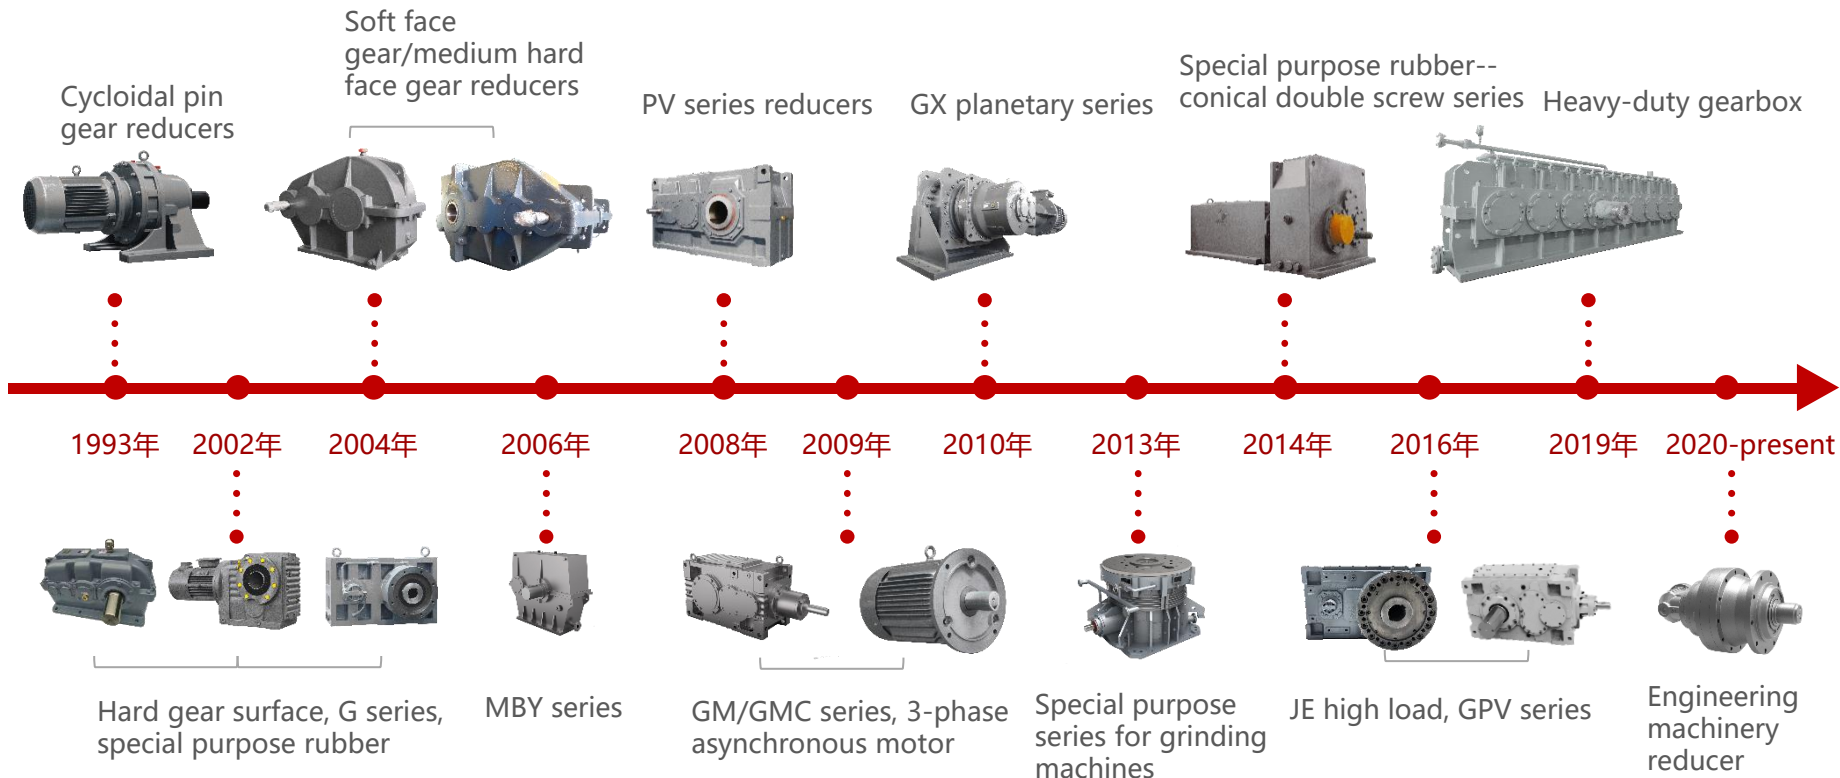 Soft face
gear/medium hard
face gear reducers
Cycloidal pin
gear reducers
PV series reducers
GX planetary series
Special purpose rubber--
conical double screw series
Heavy-duty gearbox
1993年
2002年
2004年
2006年
2008年
2009年
2010年
2013年
2014年
2016年
2019年
2020-present
Hard gear surface, G series,
special purpose rubber
MBY series
GM/GMC series, 3-phase
asynchronous motor
Special purpose
series for grinding
machines
JE high load, GPV series
Engineering
machinery
reducer